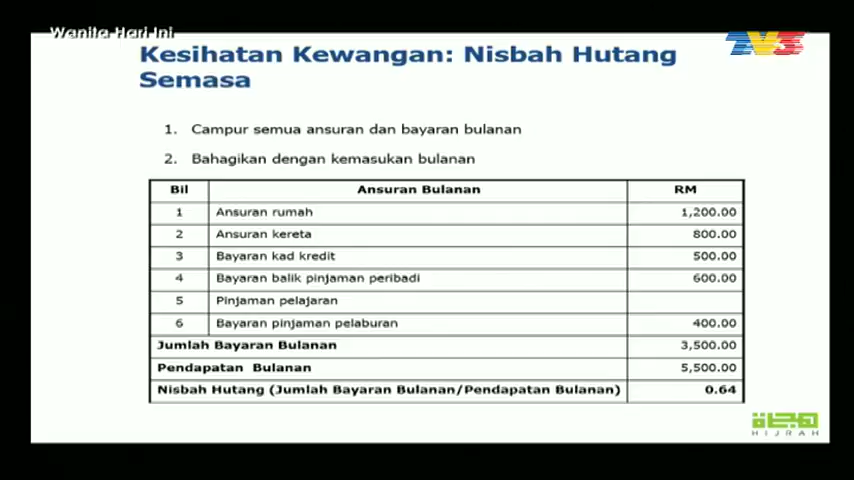 Wanita Hari Ini
TV3
Kesihatan Kewangan: Nisbah Hutang
Semasa
1. Campur semua ansuran dan bayaran bulanan
2. Bahagikan dengan kemasukan bulanan
Bil Ansuran Bulanan RM
1 Ansuran rumah 1,200.00
2 Ansuran kereta 800.00
3 Bayaran kad kredit 500.00
4 Bayaran balik pinjaman peribadi 600.00
5 Pinjaman pelajaran
6 Bayaran pinjaman pelaburan 400.00
Jumlah Bayaran Bulanan 3,500.00
Pendapatan Bulanan 5,500.00
Nisbah Hutang (Jumlah Bayaran Bulanan/Pendapatan Bulanan) 0.64
HIJRAH